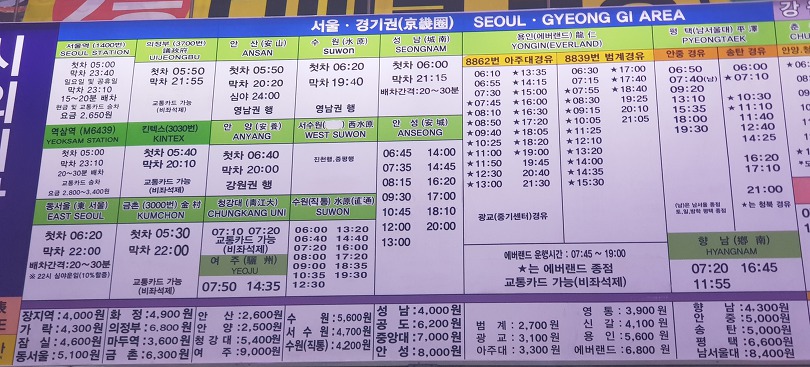 서울·경기권(京畿圈) SEOUL·GYEONG GI AREA
서울역 (1400번)
SEOUL STATION
첫차 05:00
막차 23:40
일요일 및 공휴일
막차 23:10
15~20분 배차
현금 및 교통카드 승차
요금 2,650원
의정부 (3700번)
議政府
UIJEONGBU
첫차 05:50
막차 21:55
교통카드 가능
(비좌석제)
안 산 (安山)
ANSAN
첫차 05:50
막차 20:20
심야 24:00
영남권 행
수 원 (水原)
suwon
첫차 06:20
막차 19:40
영남권 행
성 남 (城南)
SEONGNAM
첫차 06:00
막차 21:15
배차간격:20~30분
용인(에버랜드) 龍仁
YONGIN(EVERLAND)
8862번 아주대경유
06:10 ★13:35
06:55 ★14:15
07:30 ★15:00
★07:45 ★16:00
★08:10 ★16:30
★08:50
★09:40 ★18:05
★10:25 ★18:20
★11:00 ★19:00
★11:50 19:45
★12:30 20:40
★13:00 21:30
광교(중기센터)경유
8839번 범계경유
06:30 ★17:00
07:15 ★17:40
★07:55 ★18:40
★08:35 19:20
★09:15 20:10
★10:00 21:05
★11:25
★12:10
★13:00
★13:20
★14:00
★14:40
★15:30
에버랜드 운행시간 : 07:45 ~ 19:00
★는 에버랜드 종점
교통카드 가능(비좌석제)
평 택(남서울대) 平澤
PYEONGTAEK
안중 경유
06:50
07:40(남)
09:20
13:10
15:35
18:00
19:30
송탄 경유
06:00
★07:10
★10:30
★11:10
11:40
12:40
14:25
16:20
17:10
21:00
(남)은 남서울 종점
★는 청북 경유
역삼역 (M6439)
YEOKSAM STATION
첫차 05:00
막차 23:10
20~30분 배차
교통카드 승차
요금 2,800~3,400원
킨텍스(3030번)
KINTEX
첫차 05:40
막차 20:10
교통카드 가능
(비좌석제)
안 양 (安養)
ANYANG
첫차 06:40
막차 20:00
강원권 행
서수원( ) 西水原
WEST SUWON
진천행,증평행
안 성 (安城)
ANSEONG
06:45 14:00
07:35 14:45
08:15 16:20
09:30 17:00
10:45 18:10
12:00 20:00
13:00
동서울(東 서울)
EAST SEOUL
첫차 06:20
막차 22:00
배차간격:20~30분
※ 22시 심야운임(10%할증)
금촌 (3000번) 金村
KUMCHON
첫차 05:30
막차 22:00
교통카드 가능
(비좌석제)
청강대 (靑江大)
CHUNGKANG UNI
07:10 07:20
교통카드 가능
(비좌석제)
여 주 (驪 州)
YEOJU
07:50 14:35
수원(직통) 水原(直通)
SUWON
06:00 13:20
06:40 14:40
07:20 16:40
08:00 17:20
09:00 18:35
10:35 19:30
12:30
향 남 (鄕 南)
HYANGNAM
07:20 16:45
11:55
장지역:4,000원
가 락:4,300원
잠 실:4,600원
동서울:5,100원
화 정:4,900원
의정부:6,800원
마두역:3,600원
금 촌:6,300원
안 산:2,600원
안 양:2,500원
청강대:5,400원
여 주:9,000원
수 원:5,600원
서 수 원:4,700원
수원(직통):4,200원
성 남:4,000원
공 도:6,200원
중앙대:7,000원
안 성:8,000원
범 계:2,700원
광 교:3,100원
아주대:3,300원
영 통:3,900원
신 갈:4,100원
용 인:5,600원
에버랜드:6,800원
향 남:4,300원
안 중:5,000원
송 탄:5,000원
평 택:6,600원
남서울대:8,400원